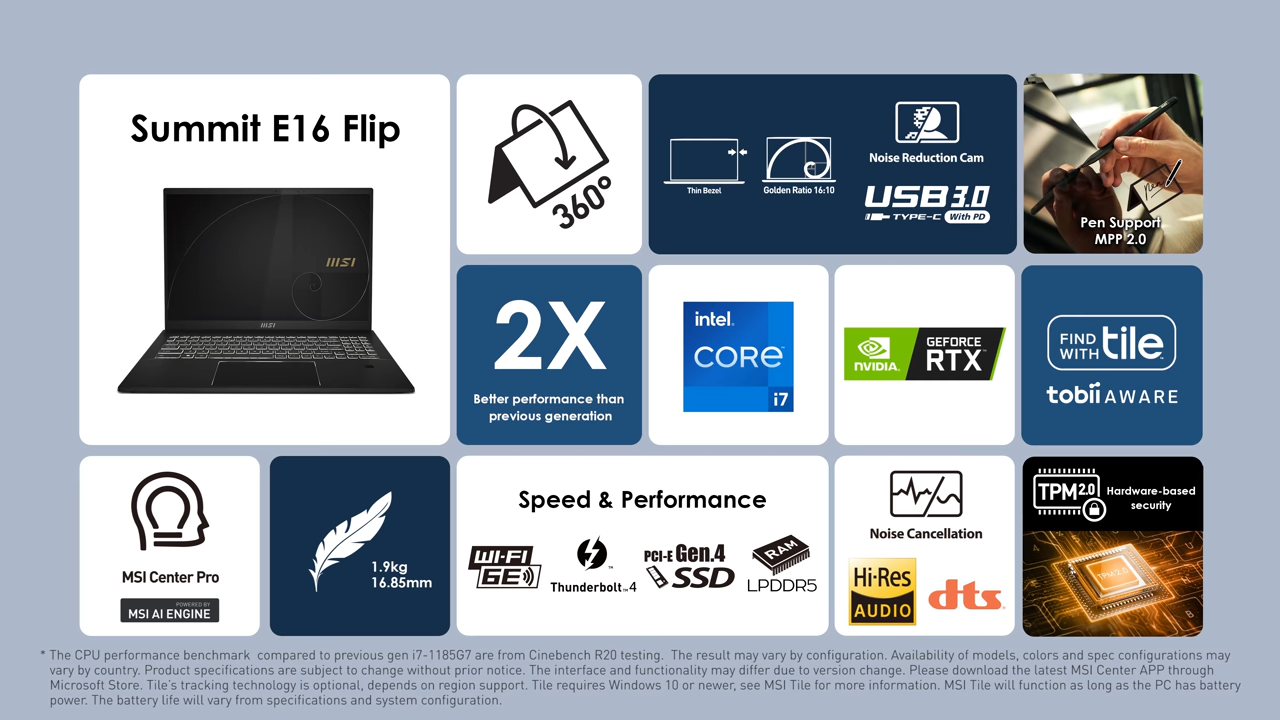 Summit E16 Flip
msi
msi
360°
Thin Bezel
Golden Ratio 16:10
Noise Reduction Cam
USB 3.0
TYPE-C With PD
Pen
Pen Support
MPP 2.0
2X
Better performance than
previous generation
intel.
CORE™
i7
NVIDIA.
GEFORCE
RTX™
FIND
WITH tile
tobii AWARE
MSI Center Pro
POWERED BY
MSI AI ENGINE
1.9kg
16.85mm
Speed & Performance
WI-FI
6E
Thunderbolt™ 4
PCI-E Gen.4
SSD
RAM
LPDDR5
Noise Cancellation
Hi-Res
AUDIO
dts
TPM 2.0
Hardware-based
security
TPM 2.0
* The CPU performance benchmark compared to previous gen i7-1185G7 are from Cinebench R20 testing. The result may vary by configuration. Availability of models, colors and spec configurations may
vary by country. Product specifications are subject to change without prior notice. The interface and functionality may differ due to version change. Please download the latest MSI Center APP through
Microsoft Store. Tile's tracking technology is optional, depends on region support. Tile requires Windows 10 or newer, see MSI Tile for more information. MSI Tile will function as long as the PC has battery
power. The battery life will vary from specifications and system configuration.